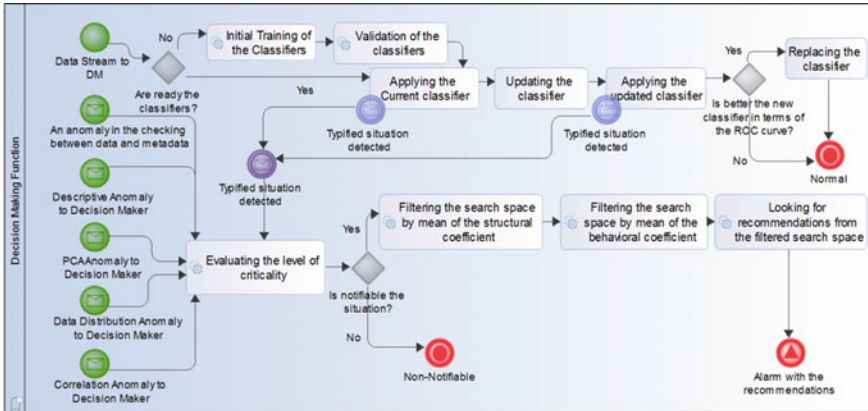 Decision Making Function
Data Stream to
DM
No
Initial Training of
the Classifiers
Validation of the
classifiers
Are ready the
classifiers?
Yes
Applying the
Current classifier
Updating the
classifier
Applying the
updated classifier
Yes
Replacing the
classifier
Is better the new
classifier in terms of
the ROC curve?
No
Normal
Typified situation
detected
Typified situation
detected
Typified situation
detected
An anomaly in the checking
between data and metadata
Descriptive Anomaly
to Decision Maker
PCAAnomaly to
Decision Maker
Data Distribution Anomaly
to Decision Maker
Correlation Anomaly to
Decision Maker
Evaluating the level of
criticality
Yes
Is notifiable the
situation?
No
Non-Notifiable
Filtering the search space
by mean of the structural
coefficient
Filtering the search
space by mean of the
behavioral coefficient
Looking for
recommendations from
the filtered search space
Alarm with the
recommendations